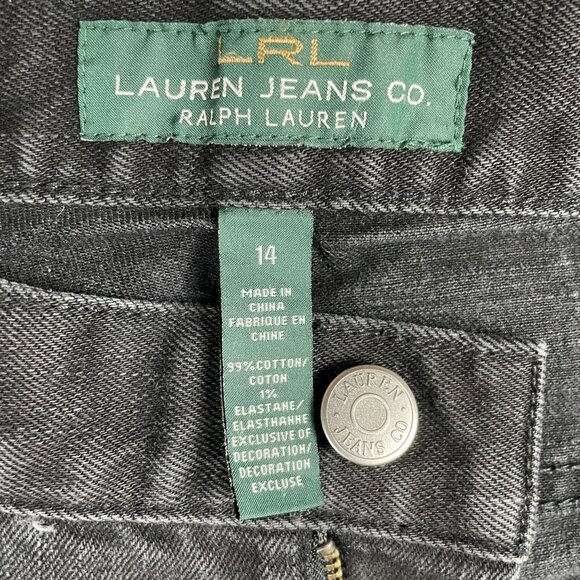 LRL
LAUREN JEANS CO.
RALPH LAUREN
14
MADE IN
CHINA
FABRIQUE EN
CHINE
99%COTTON/
COTON
1%
ELASTANE/
ELASTHANNE
EXCLUSIVE OF
DECORATION/
DECORATION
EXCLUSE
LAUREN
JEANS CO